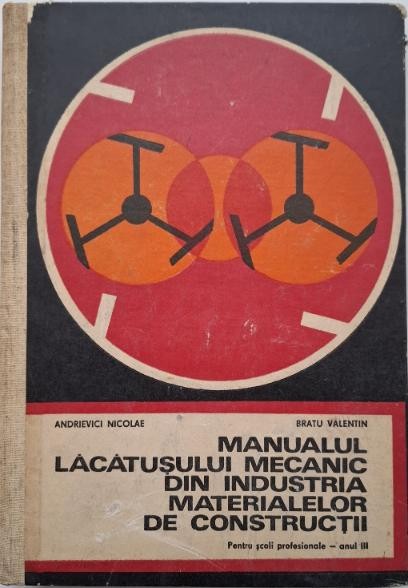 ANDRIEVICI NICOLAE BRATU VALENTIN
MANUALUL
LĂCĂTUŞULUI MECANIC
DIN INDUSTRIA
MATERIALELOR
DE CONSTRUCŢII
Pentru şcoli profesionale – anul III